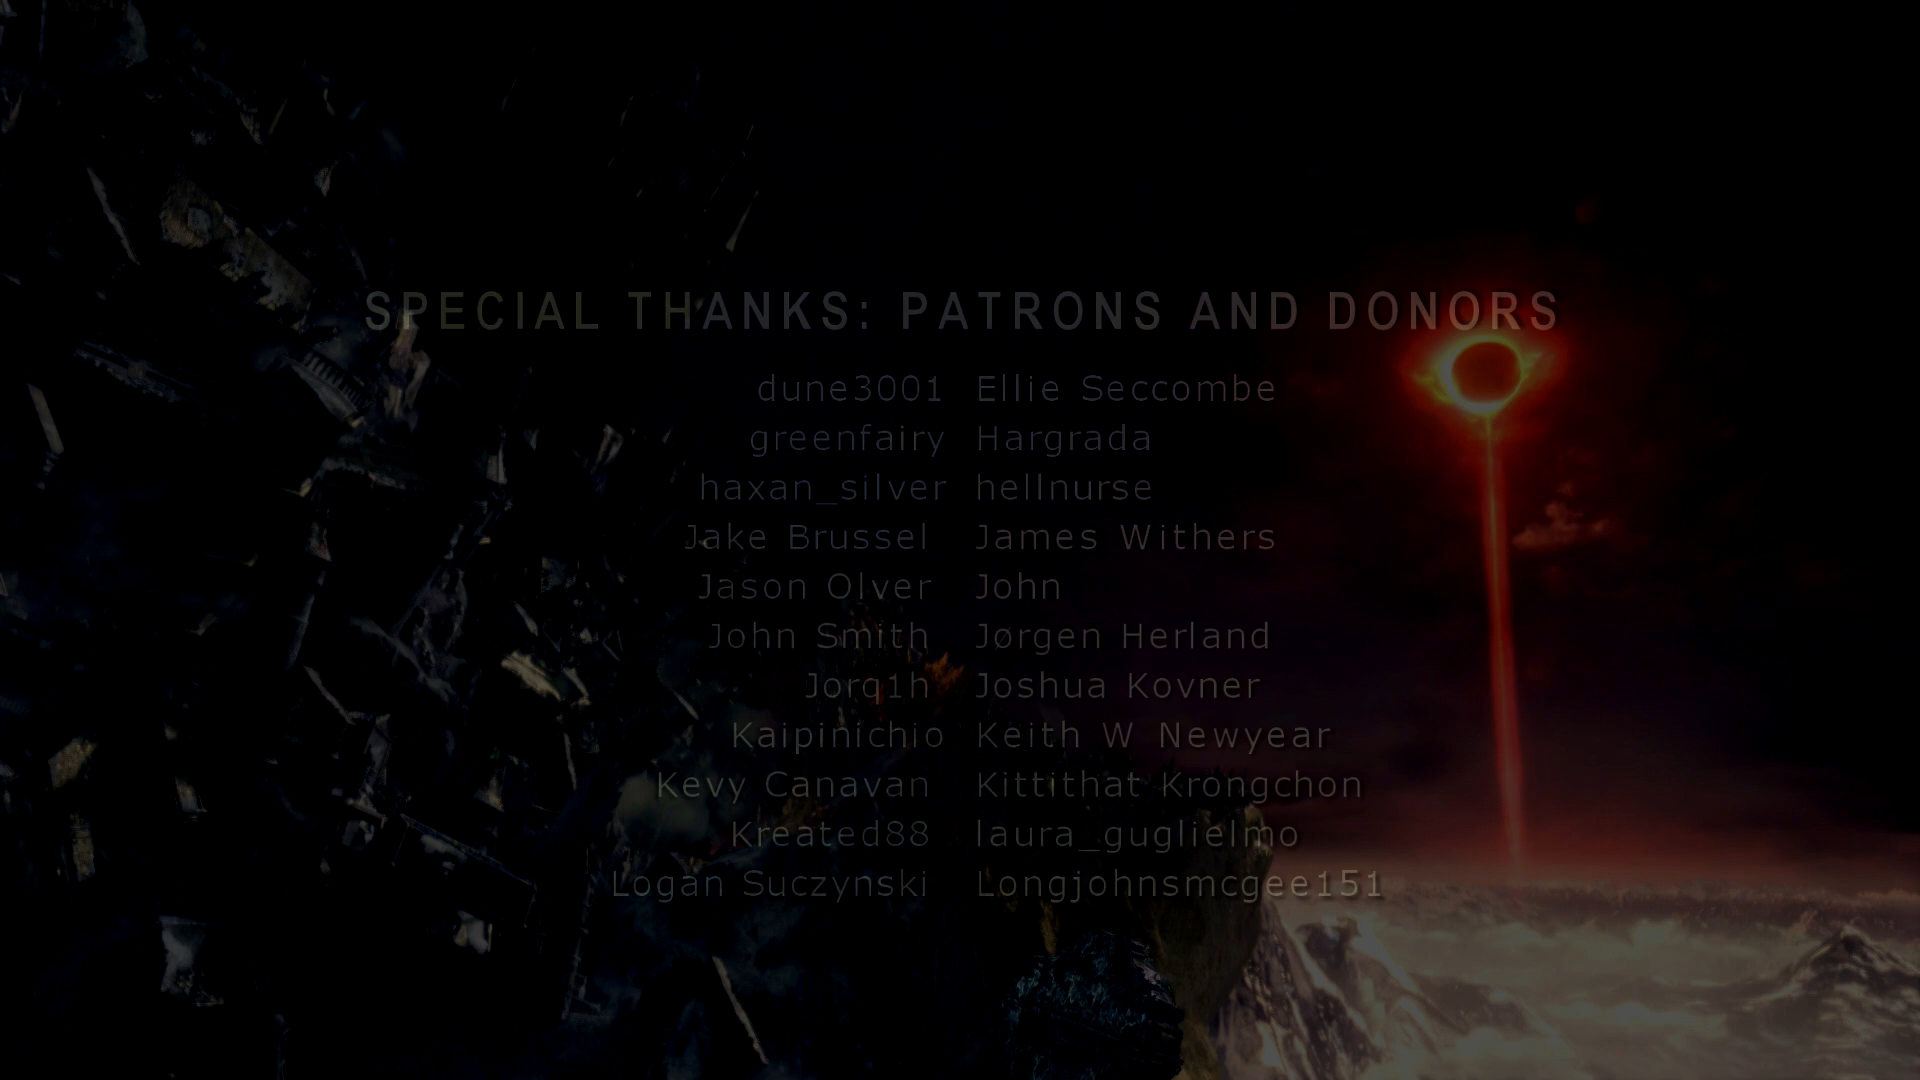 SPECIAL THANKS: PATRONS AND DONORS
dune3001 Ellie Seccombe
greenfairy Hargrada
haxan_silver hellnurse
Jake Brussel James Withers
Jason Olver John
John Smith Jørgen Herland
Jorq1h Joshua Kovner
Kaipinichio Keith W Newyear
Kevy Canavan Kittithat Krongchon
Kreated88 laura_guglielmo
Logan Suczynski Longjohnsmcgee151